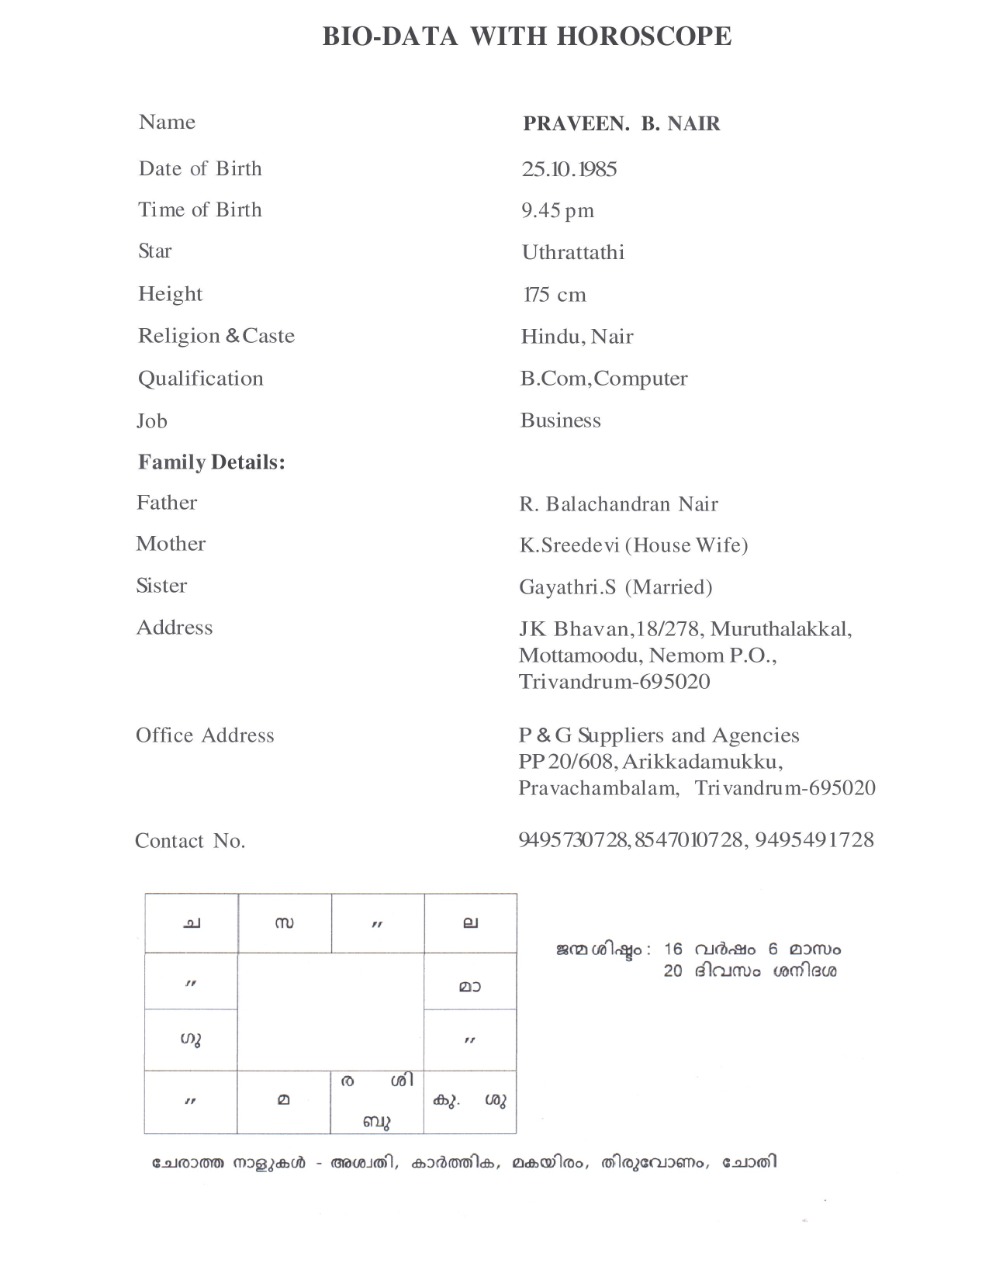 BIO-DATA WITH HOROSCOPE
Name PRAVEEN. B. NAIR
Date of Birth 25.10.1985
Time of Birth 9.45 pm
Star Uthrattathi
Height 175 cm
Religion & Caste Hindu, Nair
Qualification B.Com, Computer
Job Business
Family Details:
Father R. Balachandran Nair
Mother K.Sreedevi (House Wife)
Sister Gayathri.S (Married)
Address JK Bhavan,18/278, Muruthalakkal,
Mottamoodu, Nemom P.O.,
Trivandrum-695020
Office Address P & G Suppliers and Agencies
PP 20/608, Arikkadamukku,
Pravachambalam, Trivandrum-695020
Contact No. 9495730728, 8547010728, 9495491728
ച സ " ല
" മാ
ഗു "
" മ ര ശി ബു കു. ശു
ജന്മശിഷ്ടം : 16 വർഷം 6 മാസം
20 ദിവസം ശനിദശ
ചേരാത്ത നാളുകൾ - അശ്വതി, കാർത്തിക, മകയിരം, തിരുവോണം, ചോതി